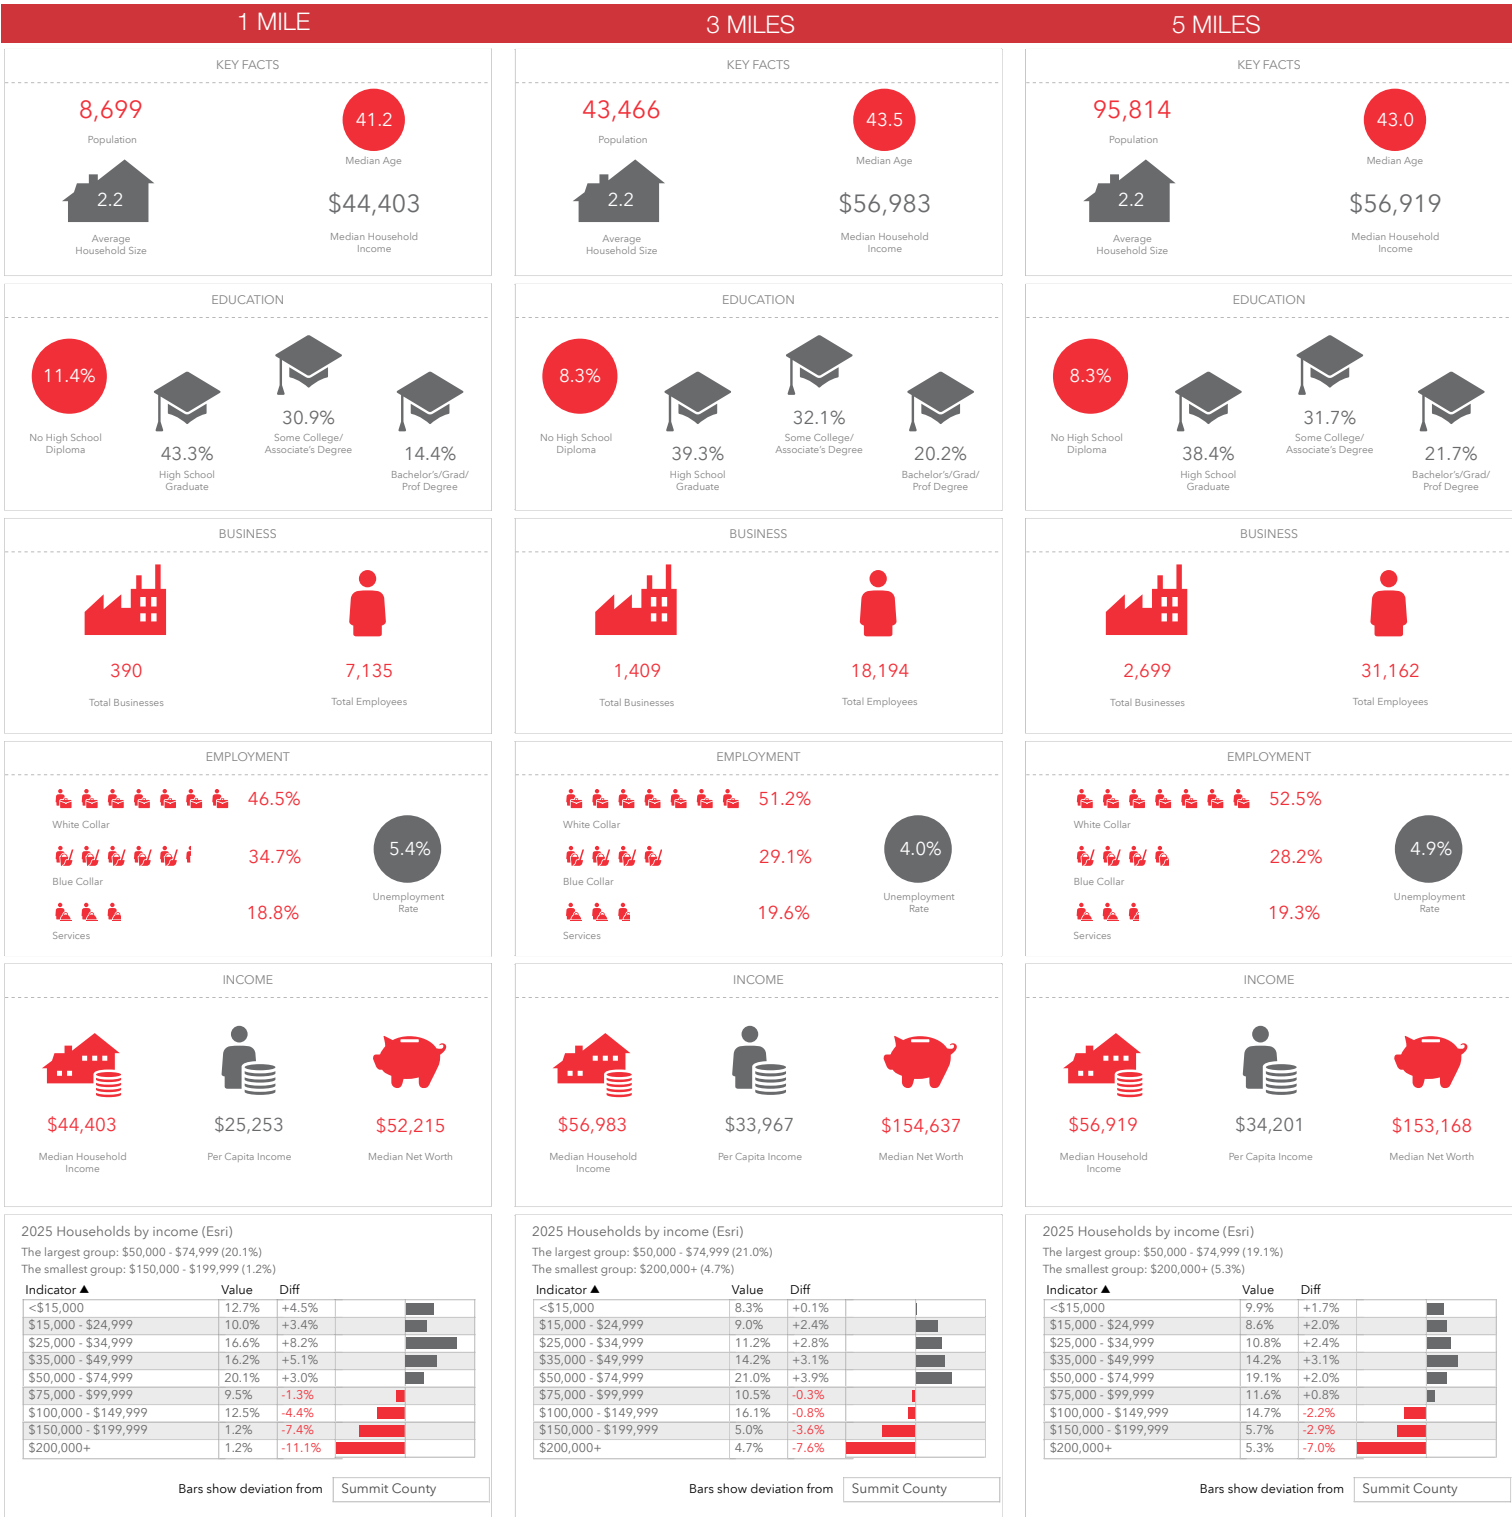 1 MILE
3 MILES
5 MILES
KEY FACTS
8,699
Population
41.2
Median Age
2.2
Average
Household Size
$44,403
Median Household
Income
EDUCATION
11.4%
No High School
Diploma
43.3%
High School
Graduate
30.9%
Some College/
Associate's Degree
14.4%
Bachelor's/Grad/
Prof Degree
BUSINESS
390
Total Businesses
7,135
Total Employees
EMPLOYMENT
46.5%
White Collar
34.7%
Blue Collar
18.8%
Services
5.4%
Unemployment
Rate
INCOME
$44,403
Median Household
Income
$25,253
Per Capita Income
$52,215
Median Net Worth
2025 Households by income (Esri)
The largest group: $50,000 - $74,999 (20.1%)
The smallest group: $150,000 - $199,999 (1.2%)
Indicator ▲ Value Diff
<$15,000 12.7% +4.5%
$15,000 - $24,999 10.0% +3.4%
$25,000 - $34,999 16.6% +8.2%
$35,000 - $49,999 16.2% +5.1%
$50,000 - $74,999 20.1% +3.0%
$75,000 - $99,999 9.5% -1.3%
$100,000 - $149,999 12.5% -4.4%
$150,000 - $199,999 1.2% -7.4%
$200,000+ 1.2% -11.1%
Bars show deviation from Summit County
KEY FACTS
43,466
Population
43.5
Median Age
2.2
Average
Household Size
$56,983
Median Household
Income
EDUCATION
8.3%
No High School
Diploma
39.3%
High School
Graduate
32.1%
Some College/
Associate's Degree
20.2%
Bachelor's/Grad/
Prof Degree
BUSINESS
1,409
Total Businesses
18,194
Total Employees
EMPLOYMENT
51.2%
White Collar
29.1%
Blue Collar
19.6%
Services
4.0%
Unemployment
Rate
INCOME
$56,983
Median Household
Income
$33,967
Per Capita Income
$154,637
Median Net Worth
2025 Households by income (Esri)
The largest group: $50,000 - $74,999 (21.0%)
The smallest group: $200,000+ (4.7%)
Indicator ▲ Value Diff
<$15,000 8.3% +0.1%
$15,000 - $24,999 9.0% +2.4%
$25,000 - $34,999 11.2% +2.8%
$35,000 - $49,999 14.2% +3.1%
$50,000 - $74,999 21.0% +3.9%
$75,000 - $99,999 10.5% -0.3%
$100,000 - $149,999 16.1% -0.8%
$150,000 - $199,999 5.0% -3.6%
$200,000+ 4.7% -7.6%
Bars show deviation from Summit County
KEY FACTS
95,814
Population
43.0
Median Age
2.2
Average
Household Size
$56,919
Median Household
Income
EDUCATION
8.3%
No High School
Diploma
38.4%
High School
Graduate
31.7%
Some College/
Associate's Degree
21.7%
Bachelor's/Grad/
Prof Degree
BUSINESS
2,699
Total Businesses
31,162
Total Employees
EMPLOYMENT
52.5%
White Collar
28.2%
Blue Collar
19.3%
Services
4.9%
Unemployment
Rate
INCOME
$56,919
Median Household
Income
$34,201
Per Capita Income
$153,168
Median Net Worth
2025 Households by income (Esri)
The largest group: $50,000 - $74,999 (19.1%)
The smallest group: $200,000+ (5.3%)
Indicator ▲ Value Diff
<$15,000 9.9% +1.7%
$15,000 - $24,999 8.6% +2.0%
$25,000 - $34,999 10.8% +2.4%
$35,000 - $49,999 14.2% +3.1%
$50,000 - $74,999 19.1% +2.0%
$75,000 - $99,999 11.6% +0.8%
$100,000 - $149,999 14.7% -2.2%
$150,000 - $199,999 5.7% -2.9%
$200,000+ 5.3% -7.0%
Bars show deviation from Summit County